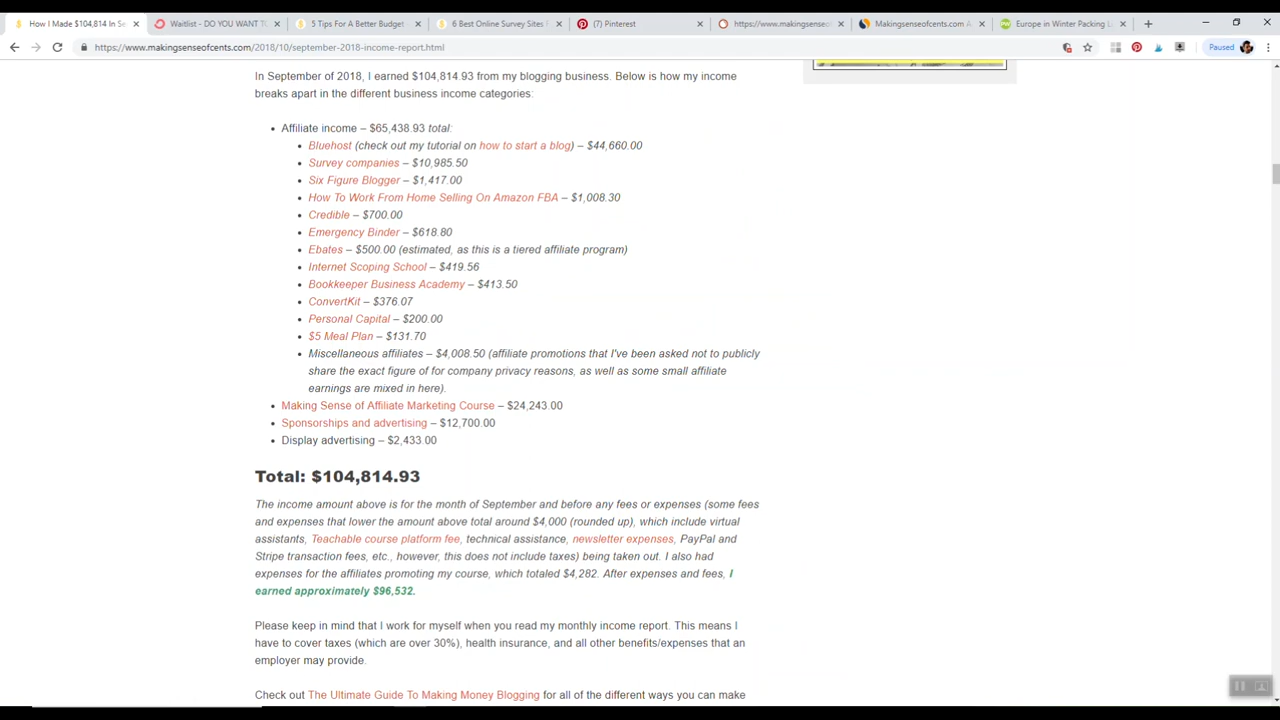 How I Made $104,814 In Se
Waitlist - DO YOU WANT TO
5 Tips For A Better Budget
6 Best Online Survey Sites F
(7) Pinterest
https://www.makingsenseof
Makingsenseofcents.com A
Europe in Winter Packing L
https://www.makingsenseofcents.com/2018/10/september-2018-income-report.html
Paused
In September of 2018, I earned $104,814.93 from my blogging business. Below is how my income
breaks apart in the different business income categories:
• Affiliate income – $65,438.93 total:
• Bluehost (check out my tutorial on how to start a blog) – $44,660.00
• Survey companies – $10,985.50
• Six Figure Blogger – $1,417.00
• How To Work From Home Selling On Amazon FBA – $1,008.30
• Credible – $700.00
• Emergency Binder – $618.80
• Ebates – $500.00 (estimated, as this is a tiered affiliate program)
• Internet Scoping School – $419.56
• Bookkeeper Business Academy – $413.50
• ConvertKit – $376.07
• Personal Capital – $200.00
• $5 Meal Plan – $131.70
• Miscellaneous affiliates – $4,008.50 (affiliate promotions that I've been asked not to publicly
share the exact figure of for company privacy reasons, as well as some small affiliate
earnings are mixed in here).
• Making Sense of Affiliate Marketing Course – $24,243.00
• Sponsorships and advertising – $12,700.00
• Display advertising – $2,433.00
Total: $104,814.93
The income amount above is for the month of September and before any fees or expenses (some fees
and expenses that lower the amount above total around $4,000 (rounded up), which include virtual
assistants, Teachable course platform fee, technical assistance, newsletter expenses, PayPal and
Stripe transaction fees, etc., however, this does not include taxes) being taken out. I also had
expenses for the affiliates promoting my course, which totaled $4,282. After expenses and fees, I
earned approximately $96,532.
Please keep in mind that I work for myself when you read my monthly income report. This means I
have to cover taxes (which are over 30%), health insurance, and all other benefits/expenses that an
employer may provide.
Check out The Ultimate Guide To Making Money Blogging for all of the different ways you can make